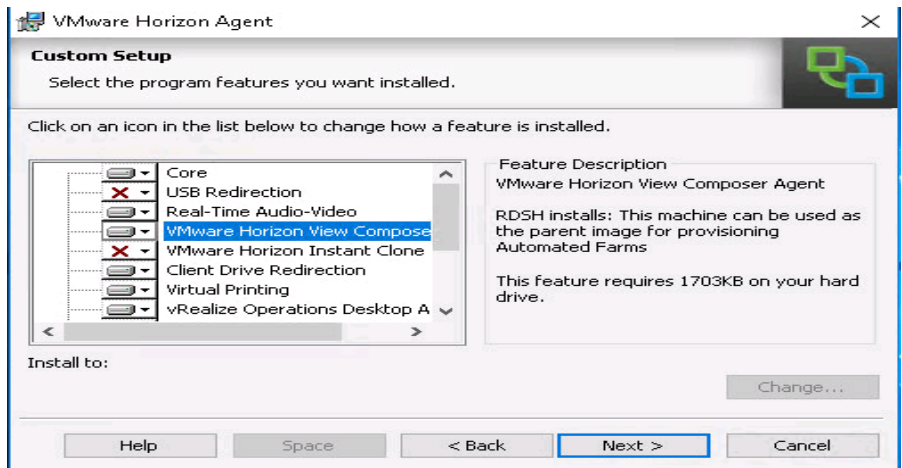 VMware Horizon Agent
Custom Setup
Select the program features you want installed.
Click on an icon in the list below to change how a feature is installed.
Core
USB Redirection
Real-Time Audio-Video
VMware Horizon View Compose
VMware Horizon Instant Clone
Client Drive Redirection
Virtual Printing
vRealize Operations Desktop A
Feature Description
VMware Horizon View Composer Agent
RDSH installs: This machine can be used as
the parent image for provisioning
Automated Farms
This feature requires 1703KB on your hard
drive.
Install to:
Change...
Help
Space
< Back
Next >
Cancel